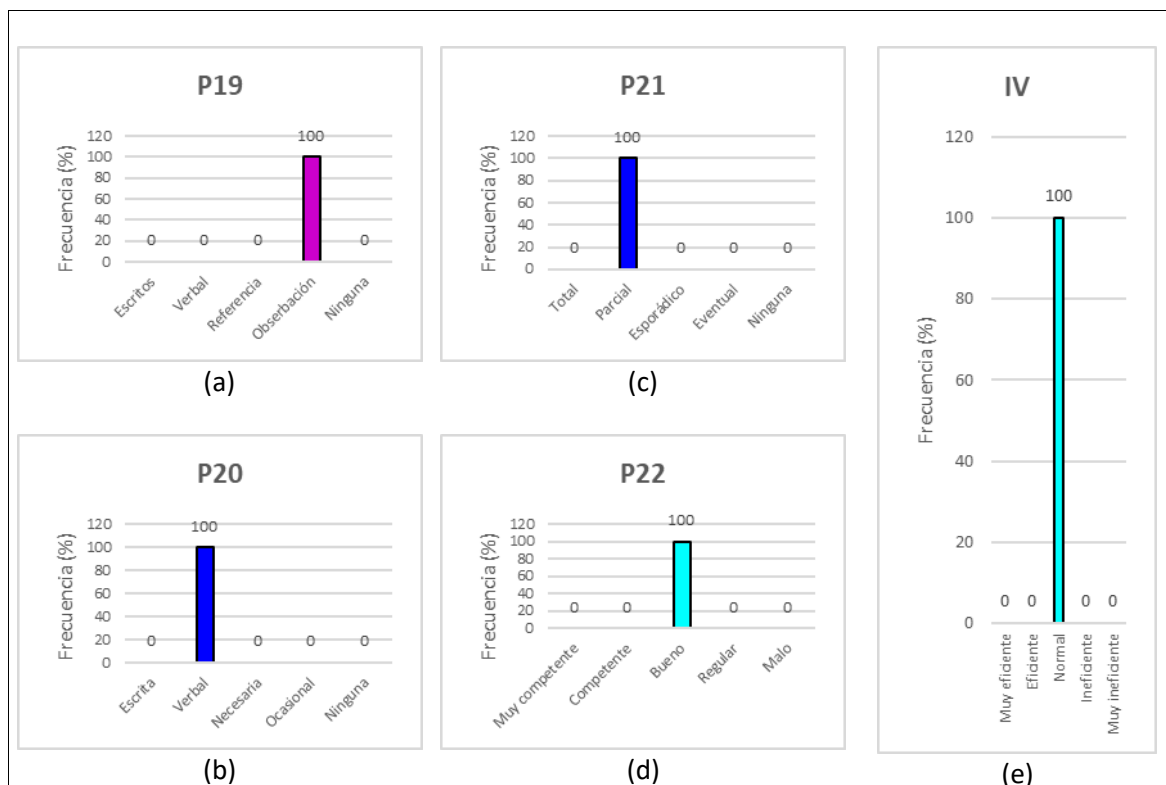 P19
Frecuencia (%)
120
100
80
60
40
20
0
0
0
0
100
0
Escritos
Verbal
Referencia
Obserbación
Ninguna
(a)
P21
Frecuencia (%)
120
100
80
60
40
20
0
0
100
0
0
0
Total
Parcial
Esporádico
Eventual
Ninguna
(c)
P20
Frecuencia (%)
120
100
80
60
40
20
0
0
100
0
0
0
Escrita
Verbal
Necesaria
Ocasional
Ninguna
(b)
P22
Frecuencia (%)
120
100
80
60
40
20
0
0
0
100
0
0
Muy competente
Competente
Bueno
Regular
Malo
(d)
IV
Frecuencia (%)
120
100
80
60
40
20
0
0
0
100
0
0
Muy eficiente
Eficiente
Normal
Ineficiente
Muy ineficiente
(e)